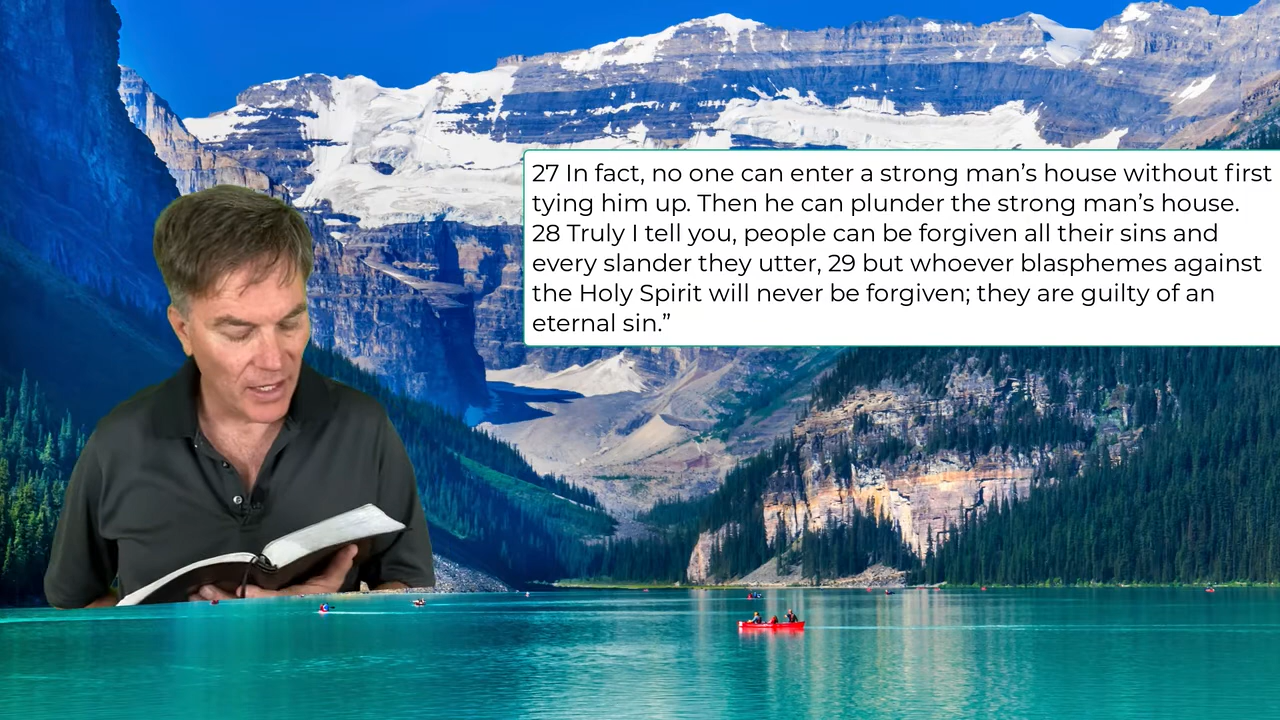 27 In fact, no one can enter a strong man’s house without first
tying him up. Then he can plunder the strong man’s house.
28 Truly I tell you, people can be forgiven all their sins and
every slander they utter, 29 but whoever blasphemes against
the Holy Spirit will never be forgiven; they are guilty of an
eternal sin.”